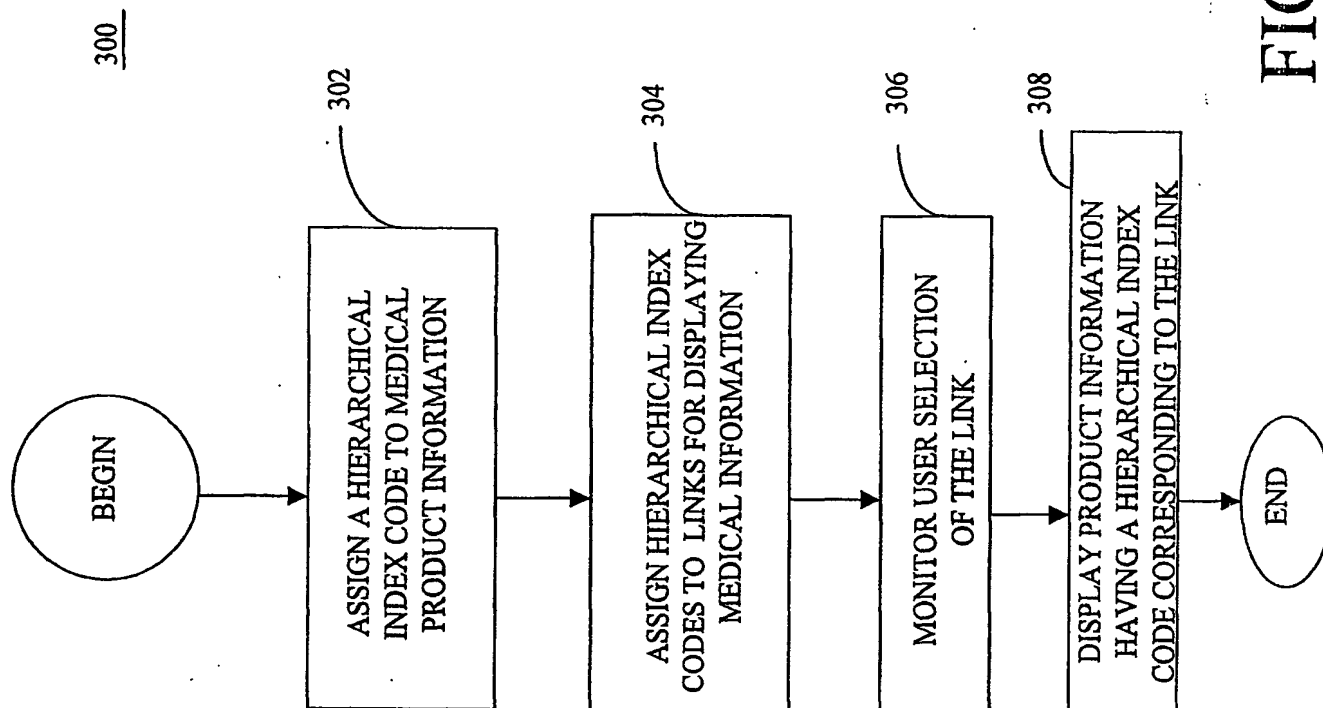 300
BEGIN
302
ASSIGN A HIERARCHICAL
INDEX CODE TO MEDICAL
PRODUCT INFORMATION
304
ASSIGN HIERARCHICAL INDEX
CODES TO LINKS FOR DISPLAYING
MEDICAL INFORMATION
306
MONITOR USER SELECTION
OF THE LINK
308
DISPLAY PRODUCT INFORMATION
HAVING A HIERARCHICAL INDEX
CODE CORRESPONDING TO THE LINK
END